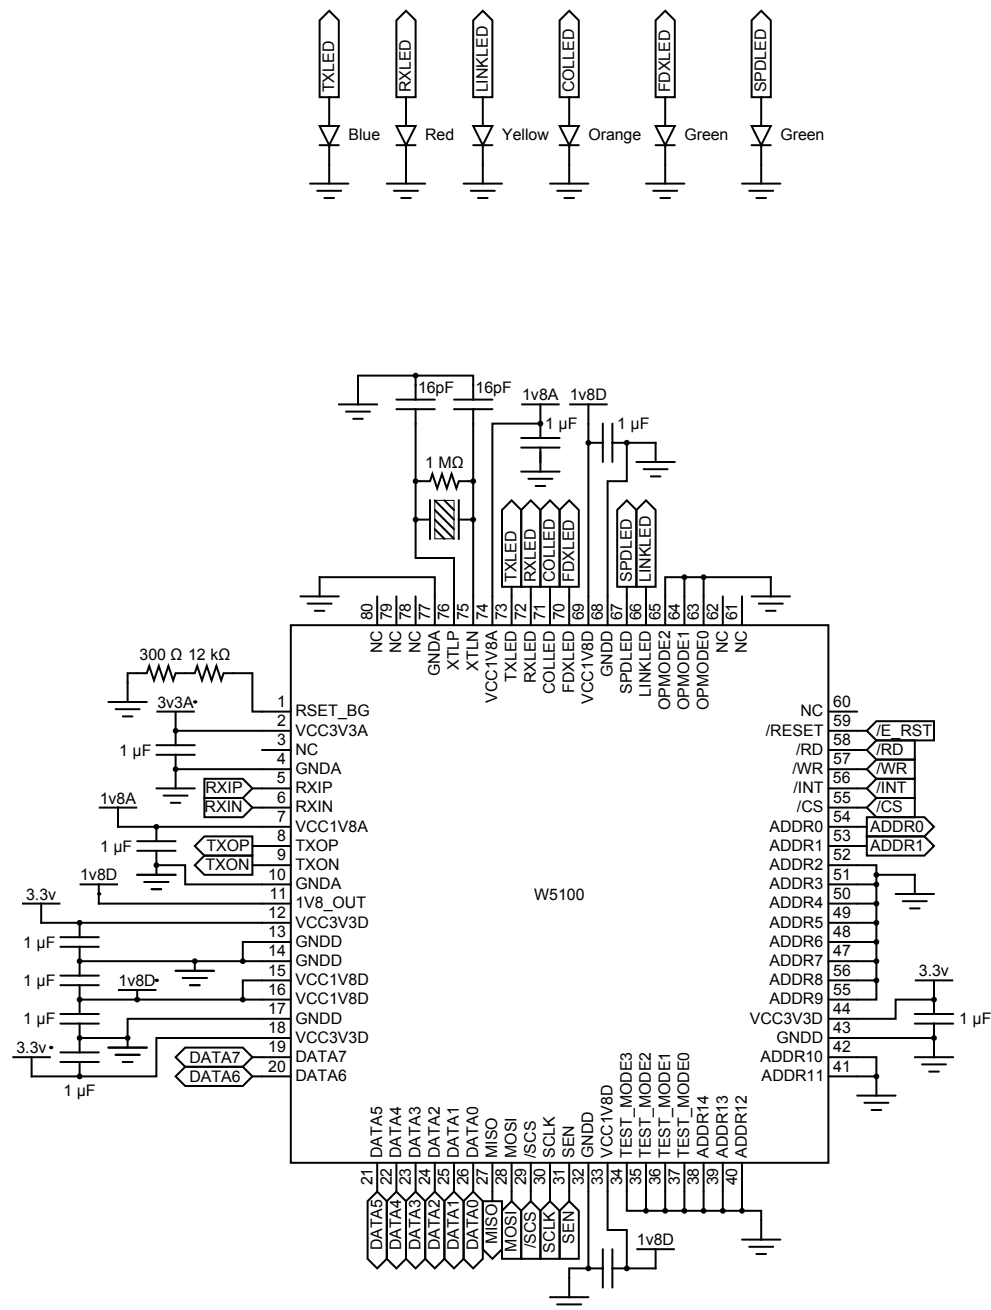 TXLED
RXLED
LINKLED
COLLED
FDXLED
SPDLED
Blue
Red
Yellow
Orange
Green
Green
16pF
16pF
1v8A
1v8D
1 µF
1 µF
1 MΩ
TXLED
RXLED
COLLED
FDXLED
SPDLED
LINKLED
80
79
78
77
76
75
74
73
72
71
70
69
68
67
66
65
64
63
62
61
NC
NC
NC
GNDA
XTLP
XTLN
VCC1V8A
TXLED
RXLED
COLLED
FDXLED
VCC1V8D
GNDD
SPDLED
LINKLED
OPMODE2
OPMODE1
OPMODE0
NC
NC
300 Ω
12 kΩ
1
RSET_BG
3v3A
2
VCC3V3A
1 µF
3
NC
4
GNDA
RXIP
5
RXIP
RXIN
6
RXIN
1v8A
7
VCC1V8A
1 µF
TXOP
8
TXOP
TXON
9
TXON
10
GNDA
1v8D
11
1V8_OUT
3.3v
12
VCC3V3D
1 µF
13
GNDD
14
GNDD
1 µF
1v8D
15
VCC1V8D
16
VCC1V8D
1 µF
17
GNDD
3.3v
18
VCC3V3D
1 µF
DATA7
19
DATA7
DATA6
20
DATA6
W5100
NC
60
/RESET
59
/E_RST
/RD
58
/RD
/WR
57
/WR
/INT
56
/INT
/CS
55
/CS
ADDR0
54
ADDR0
ADDR1
53
ADDR1
ADDR2
52
ADDR3
51
ADDR4
50
ADDR5
49
ADDR6
48
ADDR7
47
ADDR8
56
ADDR9
55
3.3v
VCC3V3D
44
1 µF
GNDD
43
ADDR10
42
ADDR11
41
DATA5
DATA4
DATA3
DATA2
DATA1
DATA0
MISO
MOSI
/SCS
SCLK
SEN
GNDD
VCC1V8D
TEST_MODE3
TEST_MODE2
TEST_MODE1
TEST_MODE0
ADDR14
ADDR13
ADDR12
21
22
23
24
25
26
27
28
29
30
31
32
33
34
35
36
37
38
39
40
DATA5
DATA4
DATA3
DATA2
DATA1
DATA0
MISO
MOSI
/SCS
SCLK
SEN
1v8D